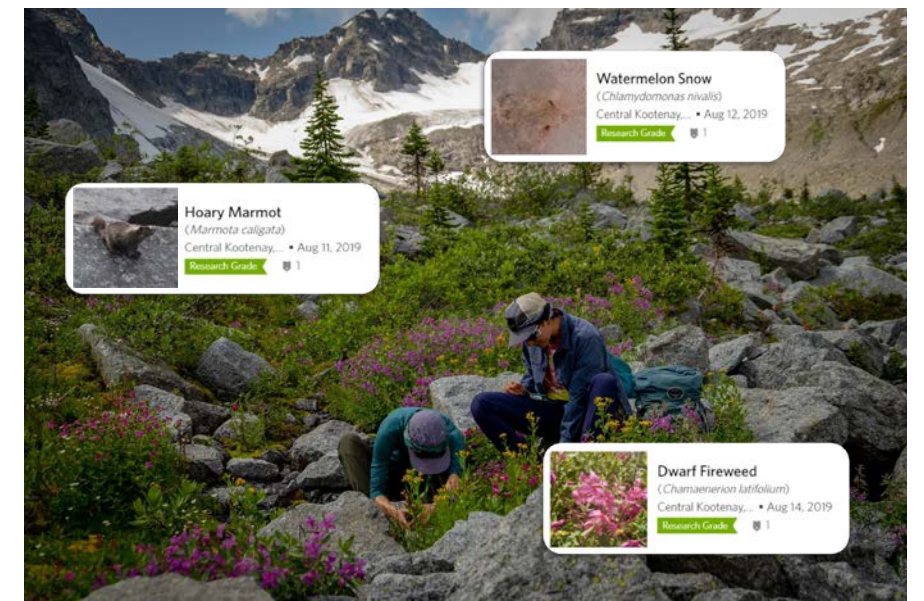 Watermelon Snow
(Chlamydomonas nivalis)
Central Kootenay,... • Aug 12, 2019
Research Grade 1
Hoary Marmot
(Marmota caligata)
Central Kootenay,... • Aug 11, 2019
Research Grade 1
Dwarf Fireweed
(Chamaenerion latifolium)
Central Kootenay,... • Aug 14, 2019
Research Grade 1